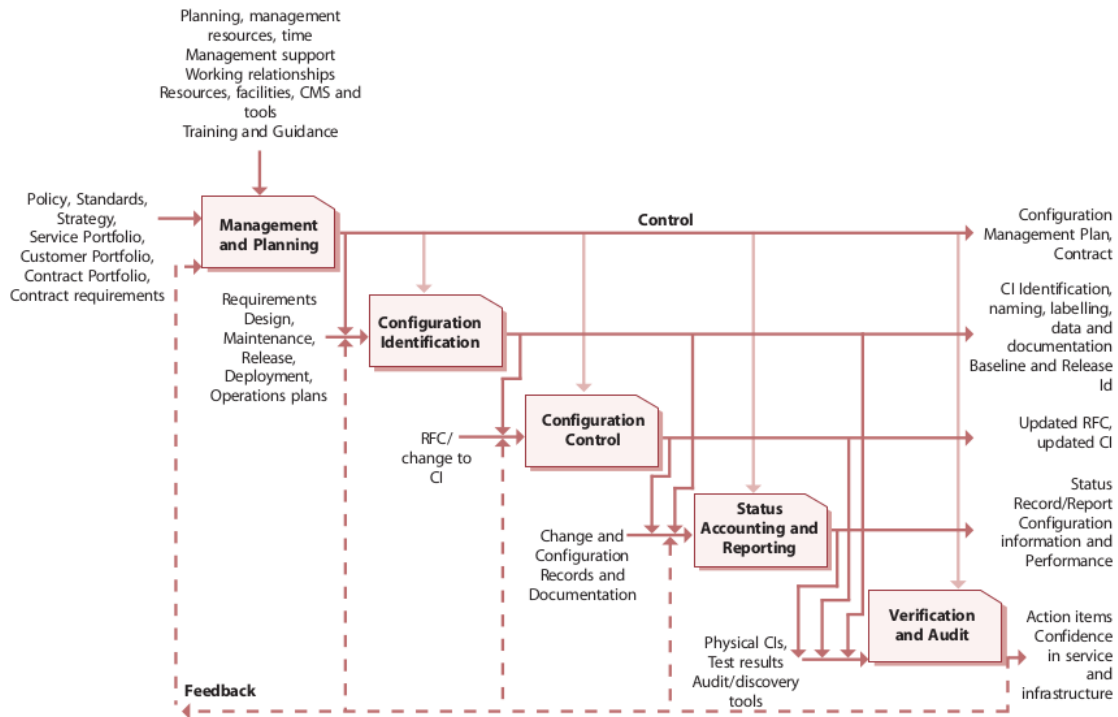 Planning, management
resources, time
Management support
Working relationships
Resources, facilities, CMS and
tools
Training and Guidance
Policy, Standards,
Strategy,
Service Portfolio,
Customer Portfolio,
Contract Portfolio,
Contract requirements
Management
and Planning
Control
Configuration
Management Plan,
Contract
Requirements
Design,
Maintenance,
Release,
Deployment,
Operations plans
Configuration
Identification
CI Identification,
naming, labelling,
data and
documentation
Baseline and Release
Id
RFC/
change to
CI
Configuration
Control
Updated RFC,
updated CI
Change and
Configuration
Records and
Documentation
Status
Accounting and
Reporting
Status
Record/Report
Configuration
information and
Performance
Physical CIs,
Test results
Audit/discovery
tools
Verification
and Audit
Action items
Confidence
in service
and
infrastructure
Feedback